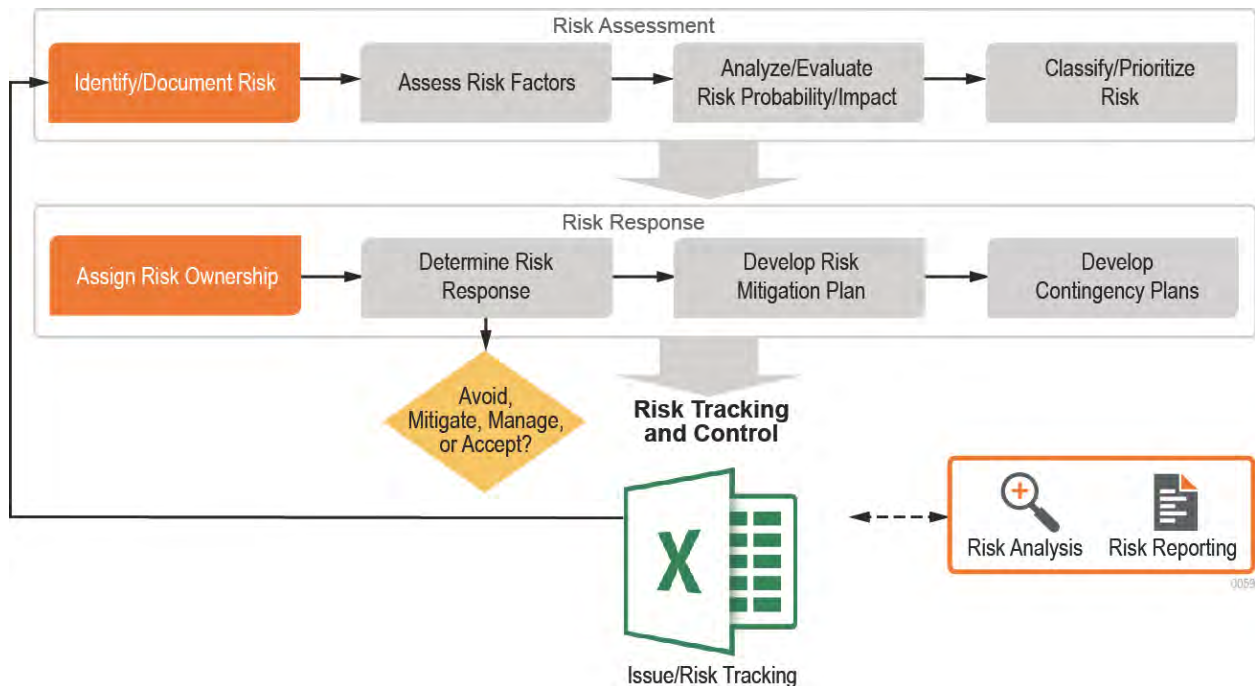 Risk Assessment
Identify/Document Risk
Assess Risk Factors
Analyze/Evaluate
Risk Probability/Impact
Classify/Prioritize
Risk
Risk Response
Assign Risk Ownership
Determine Risk
Response
Develop Risk
Mitigation Plan
Develop
Contingency Plans
Avoid,
Mitigate, Manage,
or Accept?
Risk Tracking
and Control
X
Risk Analysis
Risk Reporting
0059
Issue/Risk Tracking